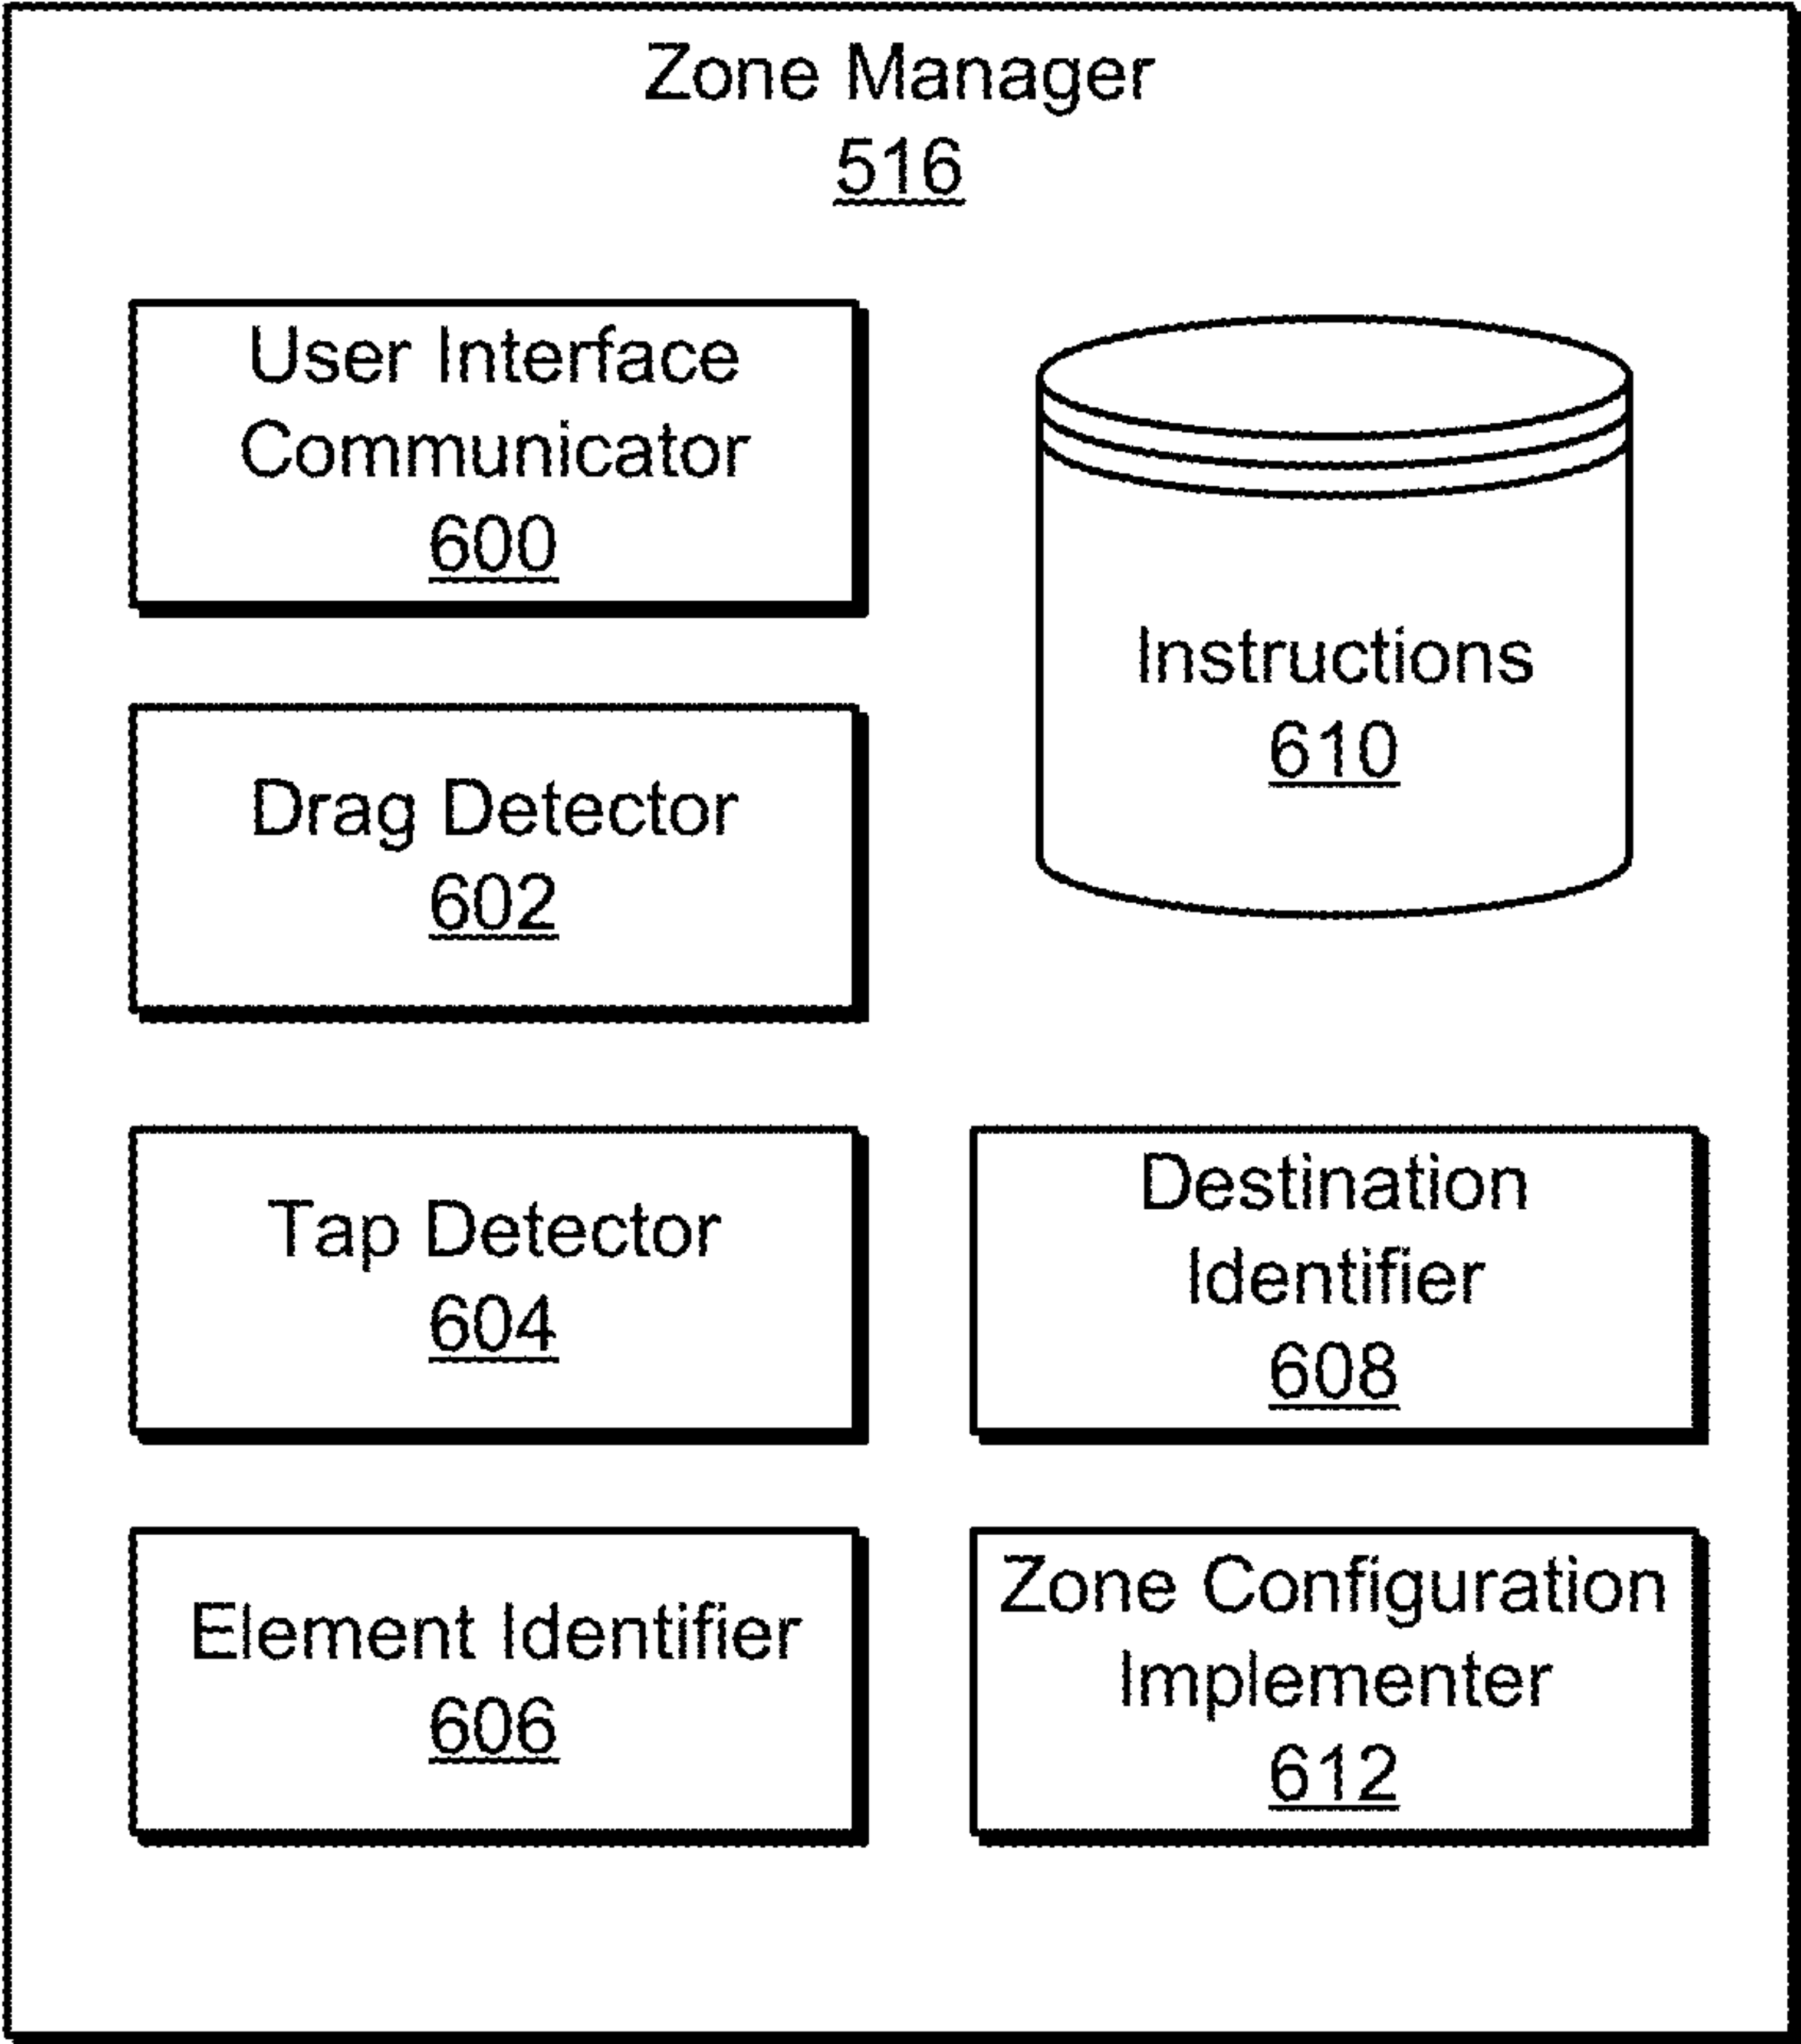 Zone Manager
516
User Interface
Communicator
600
Instructions
610
Drag Detector
602
Tap Detector
604
Destination
Identifier
608
Element Identifier
606
Zone Configuration
Implementer
612